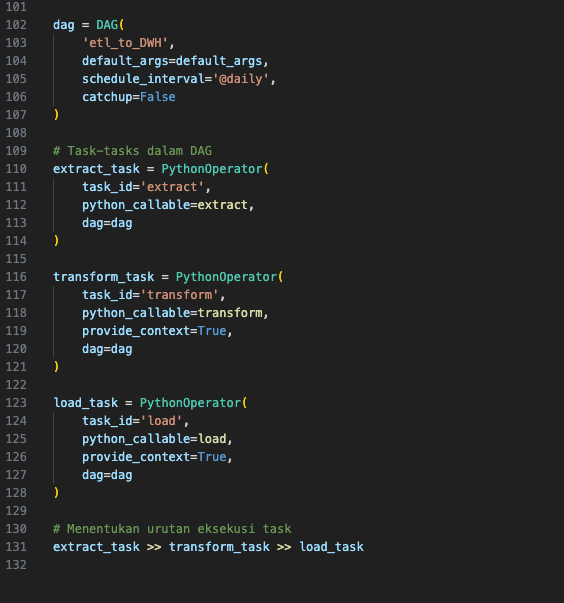 101
102 dag = DAG(
103     'etl_to_DWH',
104     default_args=default_args,
105     schedule_interval='@daily',
106     catchup=False
107 )
108
109 # Task-tasks dalam DAG
110 extract_task = PythonOperator(
111     task_id='extract',
112     python_callable=extract,
113     dag=dag
114 )
115
116 transform_task = PythonOperator(
117     task_id='transform',
118     python_callable=transform,
119     provide_context=True,
120     dag=dag
121 )
122
123 load_task = PythonOperator(
124     task_id='load',
125     python_callable=load,
126     provide_context=True,
127     dag=dag
128 )
129
130 # Menentukan urutan eksekusi task
131 extract_task >> transform_task >> load_task
132